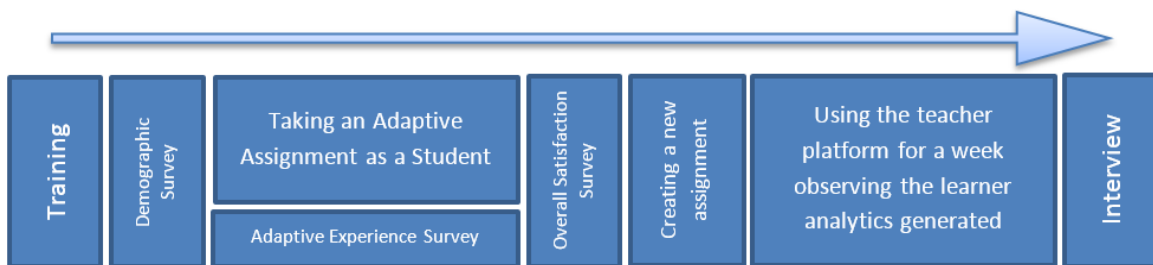 Training
Demographic
Survey
Taking an Adaptive
Assignment as a Student
Adaptive Experience Survey
Overall Satisfaction
Survey
Creating a new
assignment
Using the teacher
platform for a week
observing the learner
analytics generated
Interview